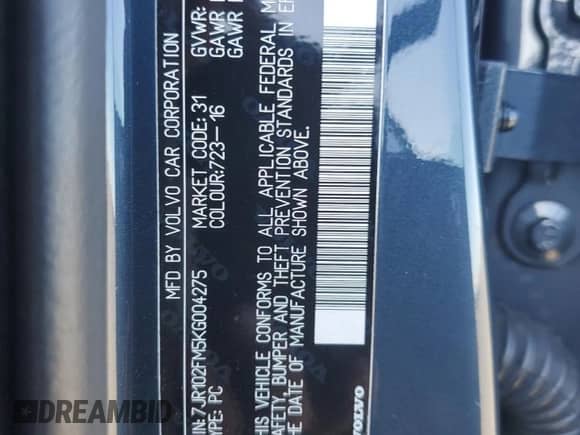 MFD BY VOLVO CAR CORPORATION
GVWR:
GAWR
GAWR
IN: 7JR102FM5KG004275 MARKET CODE: 31
YPE: PC COLOUR:723–16
THIS VEHICLE CONFORMS TO ALL APPLICABLE FEDERAL M
SAFETY, BUMPER AND THEFT PREVENTION STANDARDS IN E
THE DATE OF MANUFACTURE SHOWN ABOVE.
VOLVO
DREAMBID